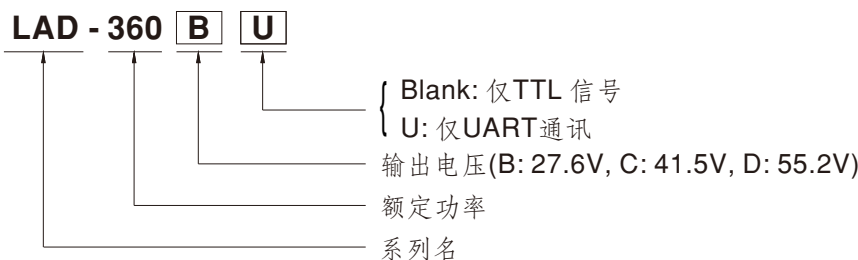 LAD - 360 B U
Blank: 仅TTL 信号
U: 仅UART通讯
输出电压(B: 27.6V, C: 41.5V, D: 55.2V)
额定功率
系列名